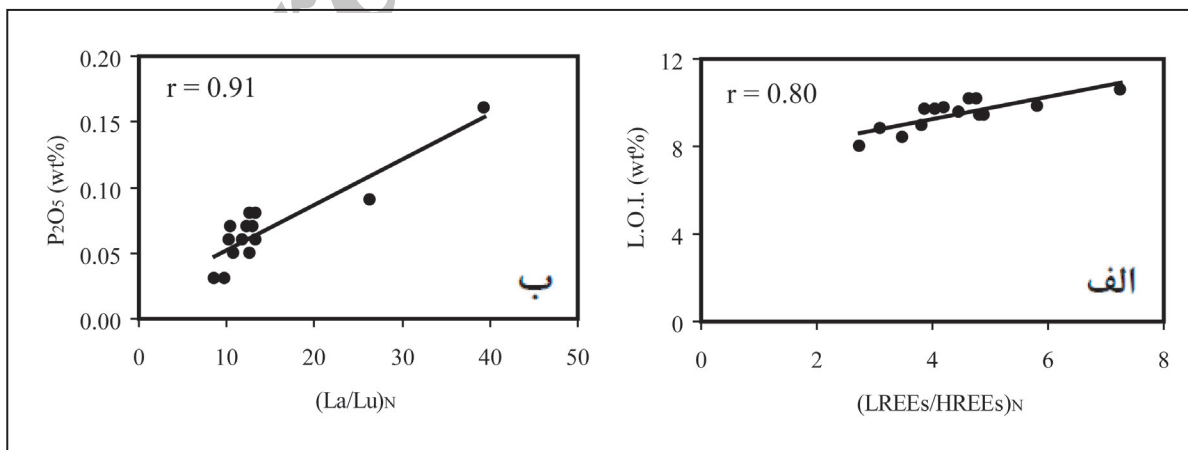 0.20
0.15
0.10
0.05
0.00
P2O5 (wt%)
r = 0.91
ب
0 10 20 30 40 50
(La/Lu)N
12
8
4
0
L.O.I. (wt%)
r = 0.80
الف
0 2 4 6 8
(LREEs/HREEs)N